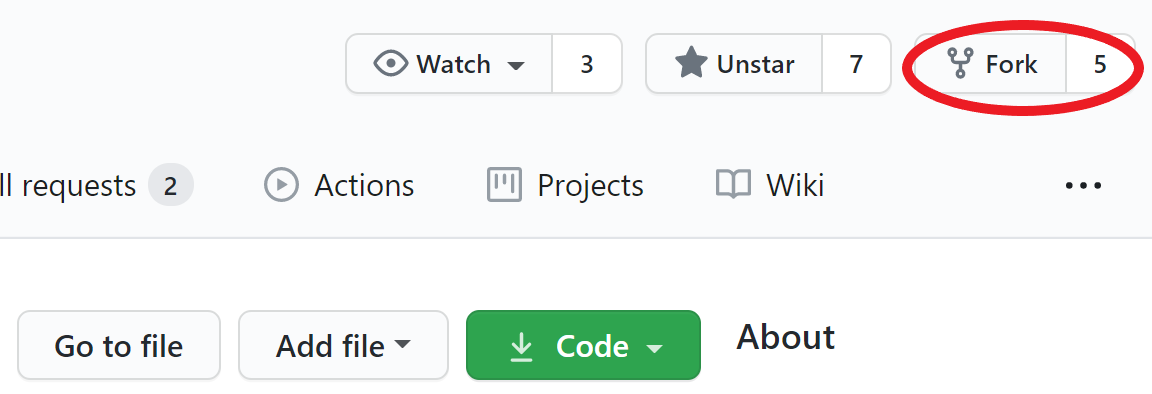 Watch 3 Unstar 7 Fork 5
ll requests 2 Actions Projects Wiki ...
Go to file Add file Code About